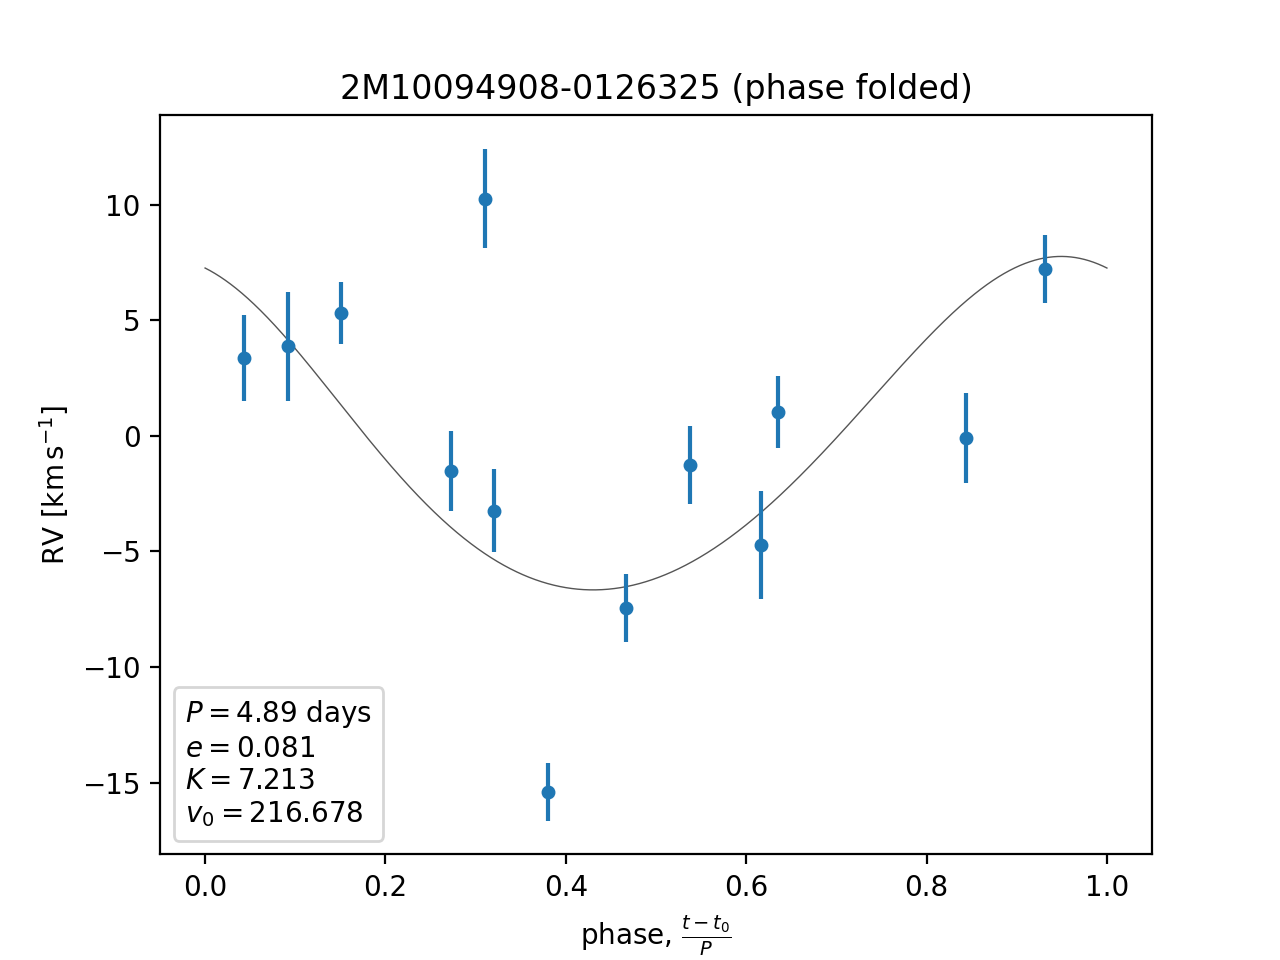 2M10094908-0126325 (phase folded)
RV [km s⁻¹]
10
5
0
−5
−10
−15
P = 4.89 days
e = 0.081
K = 7.213
v₀ = 216.678
0.0 0.2 0.4 0.6 0.8 1.0
phase, (t − t₀)/P